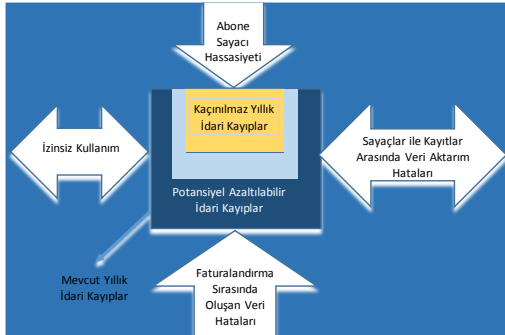 Abone
Sayacı
Hassasiyeti
Kaçınılmaz Yıllık
İdari Kayıplar
İzinsiz Kullanım
Sayaçlar ile Kayıtlar
Arasında Veri Aktarım
Hataları
Potansiyel Azaltılabilir
İdari Kayıplar
Mevcut Yıllık
İdari Kayıplar
Faturalandırma
Sırasında
Oluşan Veri
Hataları